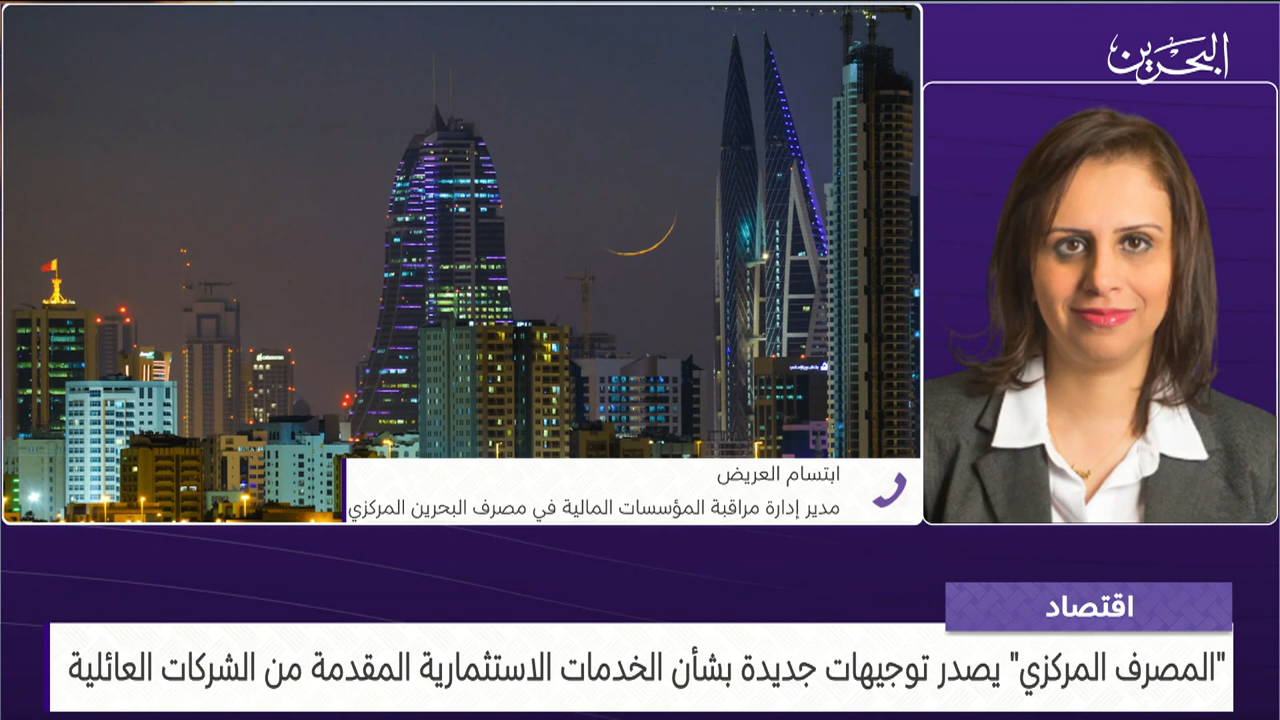 البحرين
ابتسام العريض
مدير إدارة مراقبة المؤسسات المالية في مصرف البحرين المركزي
اقتصاد
"المصرف المركزي" يصدر توجيهات جديدة بشأن الخدمات الاستثمارية المقدمة من الشركات العائلية